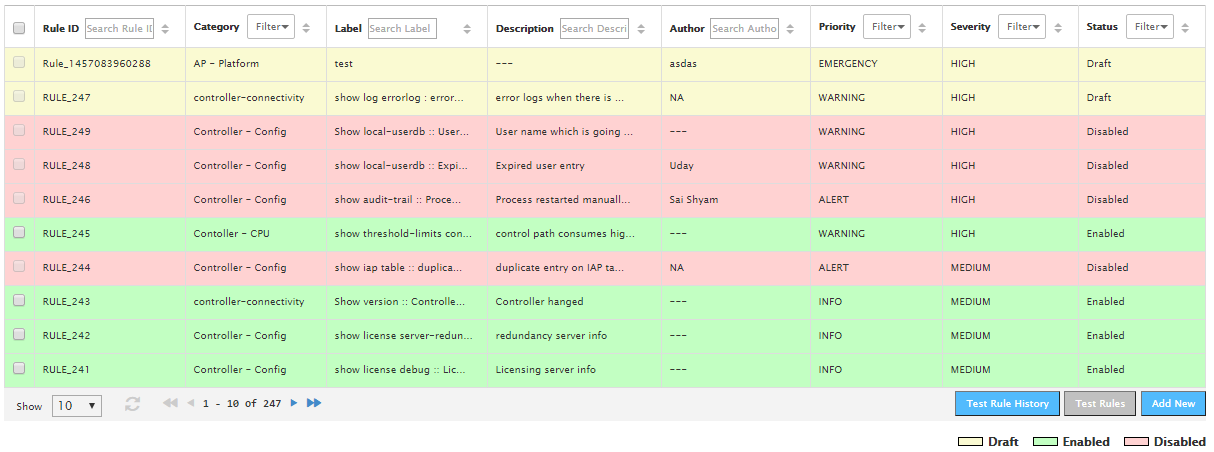 Rule ID Search Rule ID Category Filter Label Search Label Description Search Descri Author Search Autho Priority Filter Severity Filter Status Filter
Rule_1457083960288 AP - Platform test --- asdas EMERGENCY HIGH Draft
RULE_247 controller-connectivity show log errorlog : error... error logs when there is ... NA WARNING HIGH Draft
RULE_249 Controller - Config Show local-userdb :: User... User name which is going ... --- WARNING HIGH Disabled
RULE_248 Controller - Config show local-userdb :: Expi... Expired user entry Uday WARNING HIGH Disabled
RULE_246 Controller - Config show audit-trail :: Proce... Process restarted manuall... Sai Shyam ALERT HIGH Disabled
RULE_245 Contoller - CPU show threshold-limits con... control path consumes hig... --- WARNING HIGH Enabled
RULE_244 Controller - Config show iap table :: duplica... duplicate entry on IAP ta... NA ALERT MEDIUM Disabled
RULE_243 controller-connectivity Show version :: Controlle... Controller hanged --- INFO MEDIUM Enabled
RULE_242 Controller - Config show license server-redun... redundancy server info --- INFO MEDIUM Enabled
RULE_241 Controller - Config show license debug :: Lic... Licensing server info --- INFO MEDIUM Enabled
Show 10 1 - 10 of 247 Test Rule History Test Rules Add New
Draft Enabled Disabled